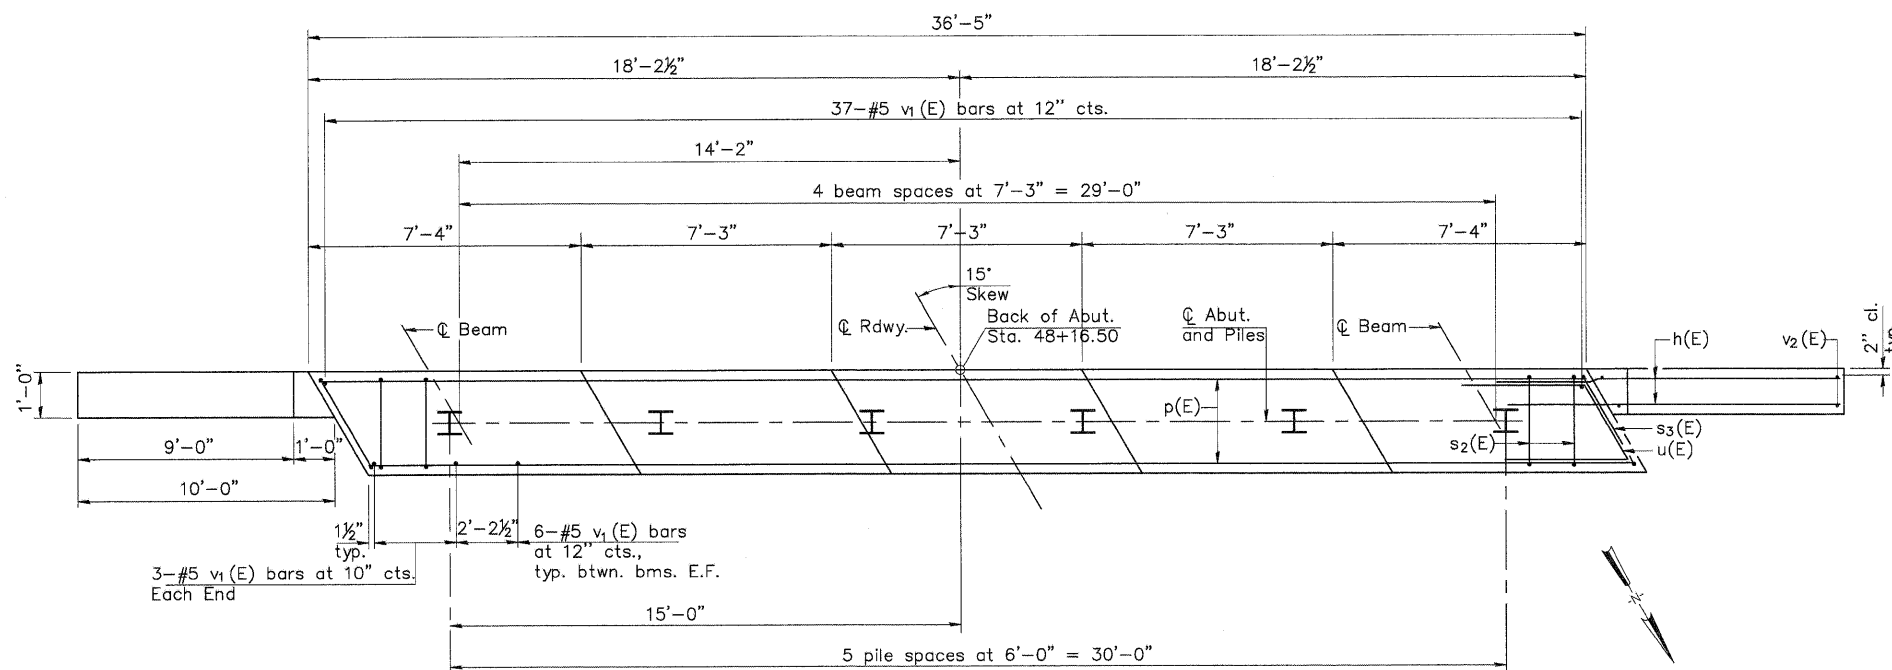 36'-5"
18'-2½"
18'-2½"
37-#5 v₁(E) bars at 12" cts.
14'-2"
4 beam spaces at 7'-3" = 29'-0"
7'-4"
7'-3"
7'-3"
7'-3"
7'-4"
15°
Skew
℄ Beam
℄ Rdwy.
Back of Abut.
Sta. 48+16.50
℄ Abut.
and Piles
℄ Beam
h(E)
v₂(E)
2" cl.
typ.
1'-0"
p(E)
s₂(E)
s₃(E)
u(E)
9'-0"
1'-0"
10'-0"
1½"
typ.
2'-2½"
6-#5 v₁(E) bars
at 12" cts.,
typ. btwn. bms. E.F.
3-#5 v₁(E) bars at 10" cts.
Each End
15'-0"
5 pile spaces at 6'-0" = 30'-0"
N